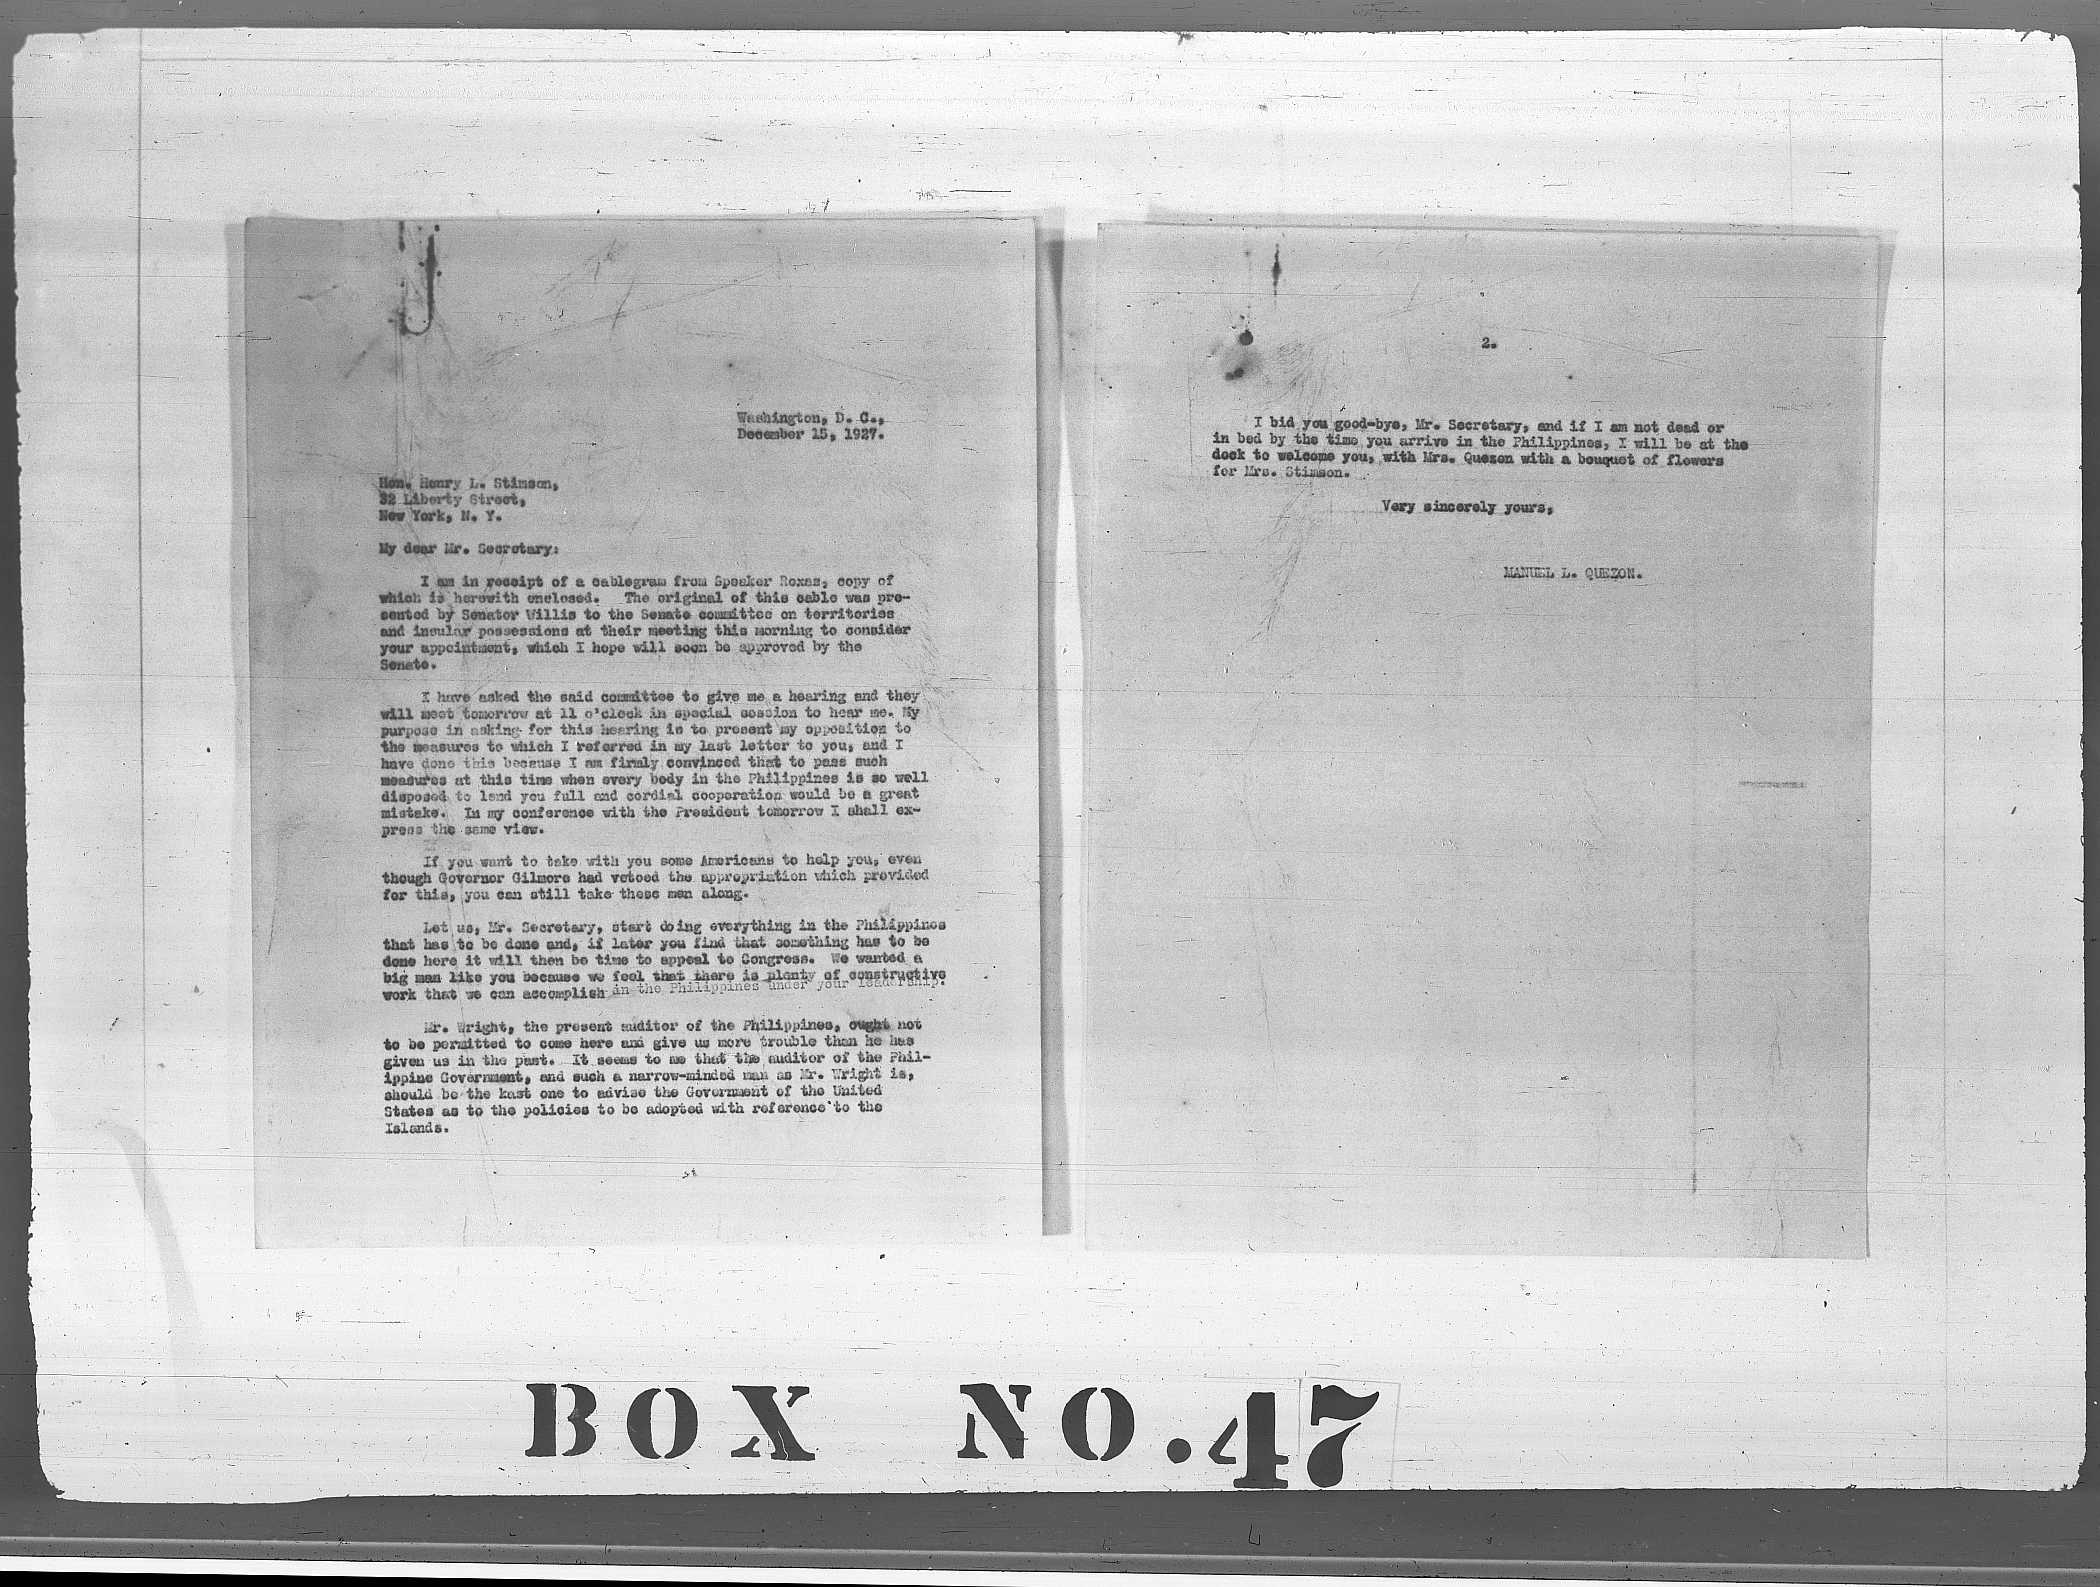 Washington, D. C.,
December 15, 1927.
Hon. Henry L. Stimson,
32 Liberty Street,
New York, N. Y.
My dear Mr. Secretary:
I am in receipt of a cablegram from Speaker Roxas, copy of
which is herewith enclosed. The original of this cable was pre-
sented by Senator Willis to the Senate committee on territories
and insular possessions at their meeting this morning to consider
your appointment, which I hope will soon be approved by the
Senate.
I have asked the said committee to give me a hearing and they
will meet tomorrow at 11 o'clock in special session to hear me. My
purpose in asking for this hearing is to present my opposition to
the measures to which I referred in my last letter to you, and I
have done this because I am firmly convinced that to pass such
measures at this time when every body in the Philippines is so well
disposed to lend you full and cordial cooperation would be a great
mistake. In my conference with the President tomorrow I shall ex-
press the same view.
If you want to take with you some Americans to help you, even
though Governor Gilmore had vetoed the appropriation which provided
for this, you can still take these men along.
Let us, Mr. Secretary, start doing everything in the Philippines
that has to be done and, if later you find that something has to be
done here it will then be time to appeal to Congress. We wanted a
big man like you because we feel that there is plenty of constructive
work that we can accomplish in the Philippines under your leadership.
Mr. Wright, the present auditor of the Philippines, ought not
to be permitted to come here and give us more trouble than he has
given us in the past. It seems to me that the auditor of the Phil-
ippine Government, and such a narrow-minded man as Mr. Wright is,
should be the kast one to advise the Government of the United
States as to the policies to be adopted with reference to the
Islands.
2.
I bid you good-bye, Mr. Secretary, and if I am not dead or
in bed by the time you arrive in the Philippines, I will be at the
dock to welcome you, with Mrs. Quezon with a bouquet of flowers
for Mrs. Stimson.
Very sincerely yours,
MANUEL L. QUEZON.
BOX NO. 47